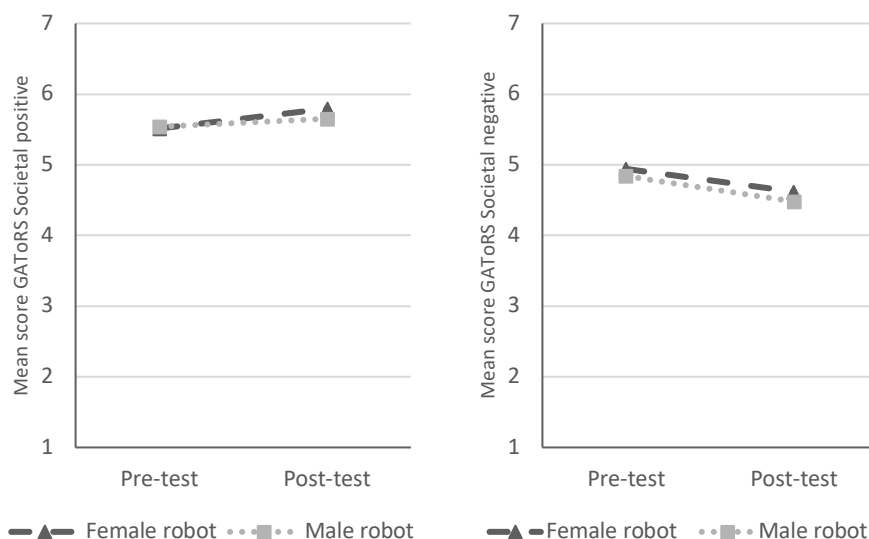 Mean score GAToRS Societal positive
7
6
5
4
3
2
1
Pre-test Post-test
Female robot Male robot
Mean score GAToRS Societal negative
7
6
5
4
3
2
1
Pre-test Post-test
Female robot Male robot